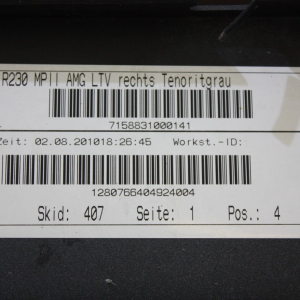 R230 MPII AMG LTV rechts Tenoritgrau
7158831000141
Zeit: 02.08.201018:26:45 Workst.-ID:
1280766404924004
Skid: 407 Seite: 1 Pos.: 4